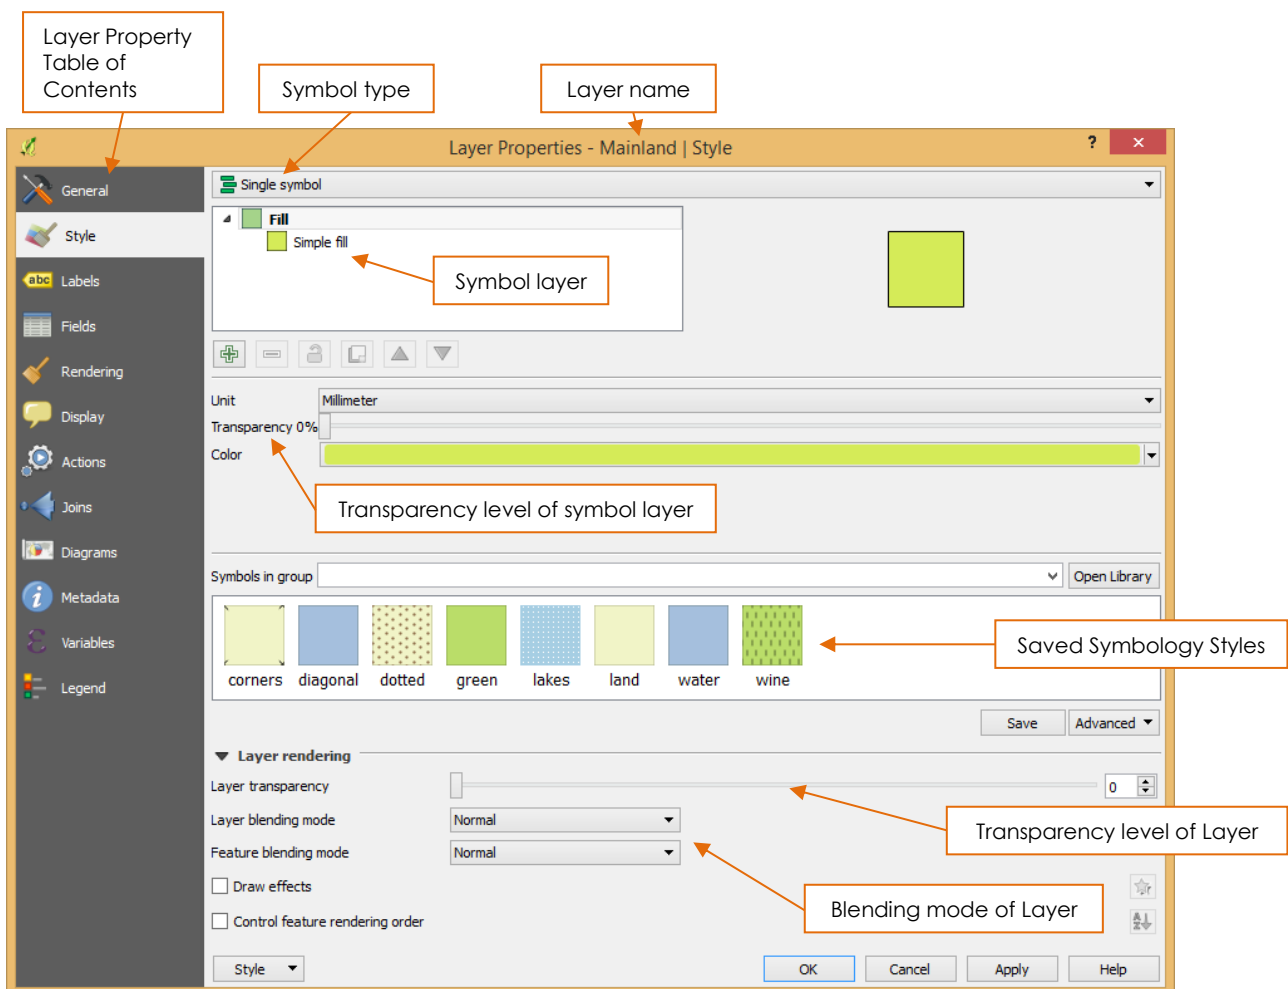 Layer Property
Table of
Contents
Symbol type
Layer name
Layer Properties - Mainland | Style
?
General
Style
Labels
Fields
Rendering
Display
Actions
Joins
Diagrams
Metadata
Variables
Legend
abc
Single symbol
Fill
Simple fill
Symbol layer
Unit
Millimeter
Transparency 0%
Color
Transparency level of symbol layer
Symbols in group
Open Library
corners diagonal dotted green lakes land water wine
Saved Symbology Styles
Save
Advanced
Layer rendering
Layer transparency
0
Layer blending mode
Normal
Transparency level of Layer
Feature blending mode
Normal
Draw effects
Blending mode of Layer
Control feature rendering order
A
Z
Style
OK
Cancel
Apply
Help